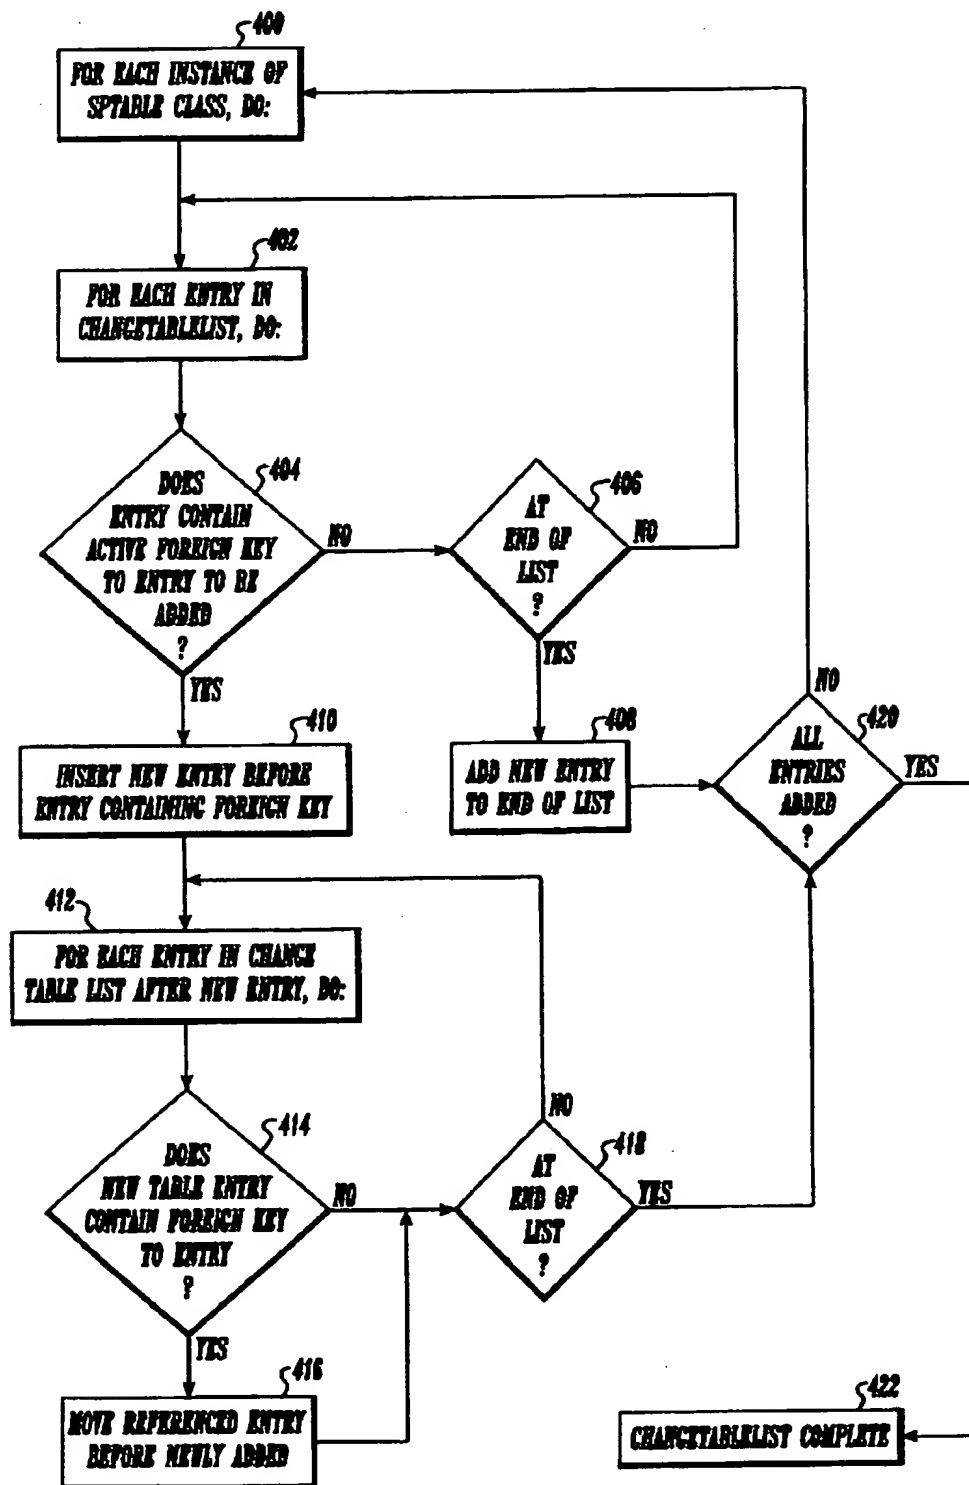 400
FOR EACH INSTANCE OF
SPTABLE CLASS, DO:
402
FOR EACH ENTRY IN
CHANGETABLELIST, DO:
404
DOES
ENTRY CONTAIN
ACTIVE FOREIGN KEY
TO ENTRY TO BE
ADDED
?
NO
YES
406
AT
END OF
LIST
?
NO
YES
408
ADD NEW ENTRY
TO END OF LIST
410
INSERT NEW ENTRY BEFORE
ENTRY CONTAINING FOREIGN KEY
NO
420
ALL
ENTRIES
ADDED
?
YES
412
FOR EACH ENTRY IN CHANGE
TABLE LIST AFTER NEW ENTRY, DO:
414
DOES
NEW TABLE ENTRY
CONTAIN FOREIGN KEY
TO ENTRY
?
NO
YES
NO
418
AT
END OF
LIST
?
YES
416
MOVE REFERENCED ENTRY
BEFORE NEWLY ADDED
422
CHANGETABLELIST COMPLETE